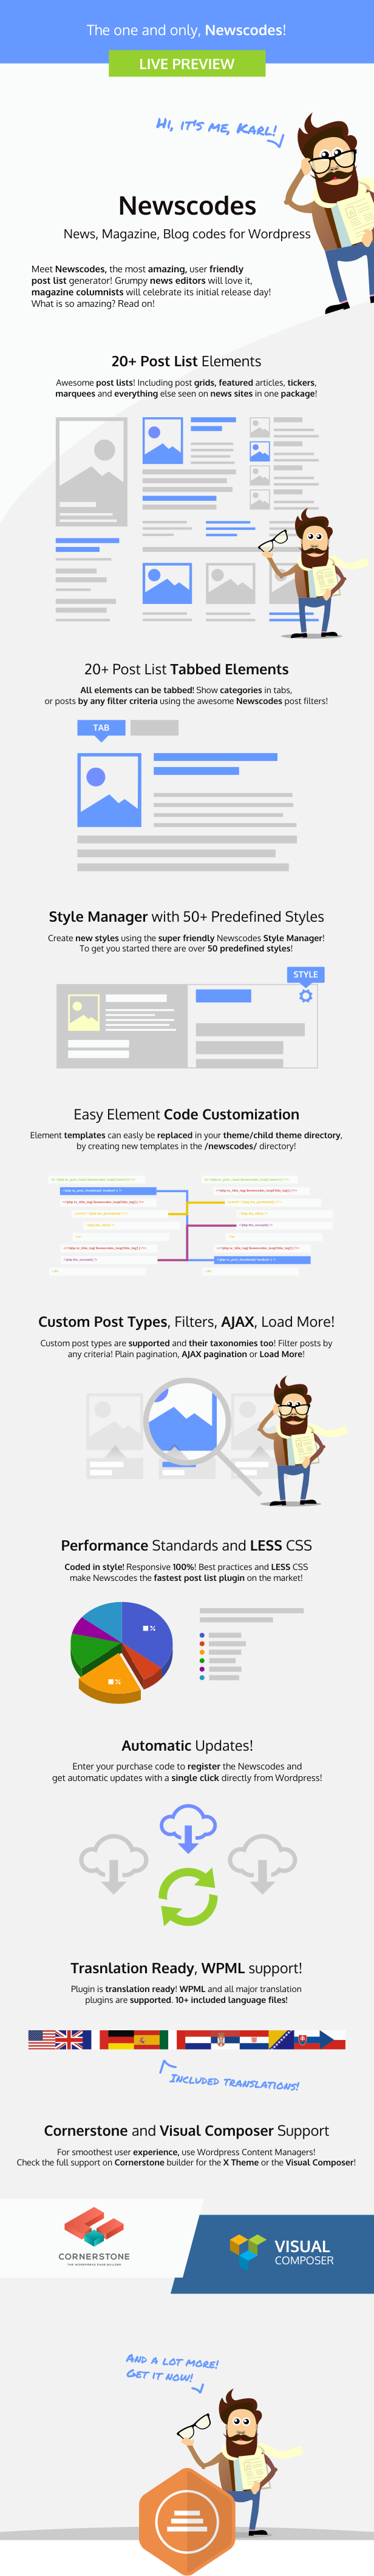 The one and only, Newscodes!
LIVE PREVIEW
HI, IT'S ME, KARL!
Newscodes
News, Magazine, Blog codes for Wordpress
Meet Newscodes, the most amazing, user friendly
post list generator! Grumpy news editors will love it,
magazine columnists will celebrate its initial release day!
What is so amazing? Read on!
20+ Post List Elements
Awesome post lists! Including post grids, featured articles, tickers,
marquees and everything else seen on news sites in one package!
20+ Post List Tabbed Elements
All elements can be tabbed! Show categories in tabs,
or posts by any filter criteria using the awesome Newscodes post filters!
TAB
Style Manager with 50+ Predefined Styles
Create new styles using the super friendly Newscodes Style Manager!
To get you started there are over 50 predefined styles!
STYLE
Easy Element Code Customization
Element templates can easily be replaced in your theme/child theme directory,
by creating new templates in the /newscodes/ directory!
Custom Post Types, Filters, AJAX, Load More!
Custom post types are supported and their taxonomies too! Filter posts by
any criteria! Plain pagination, AJAX pagination or Load More!
Performance Standards and LESS CSS
Coded in style! Responsive 100%! Best practices and LESS CSS
make Newscodes the fastest post list plugin on the market!
%
%
Automatic Updates!
Enter your purchase code to register the Newscodes and
get automatic updates with a single click directly from Wordpress!
Trasnlation Ready, WPML support!
Plugin is translation ready! WPML and all major translation
plugins are supported. 10+ included language files!
INCLUDED TRANSLATIONS!
Cornerstone and Visual Composer Support
For smoothest user experience, use Wordpress Content Managers!
Check the full support on Cornerstone builder for the X Theme or the Visual Composer!
CORNERSTONE
THE WORDPRESS PAGE BUILDER
VISUAL
COMPOSER
AND A LOT MORE!
GET IT NOW!